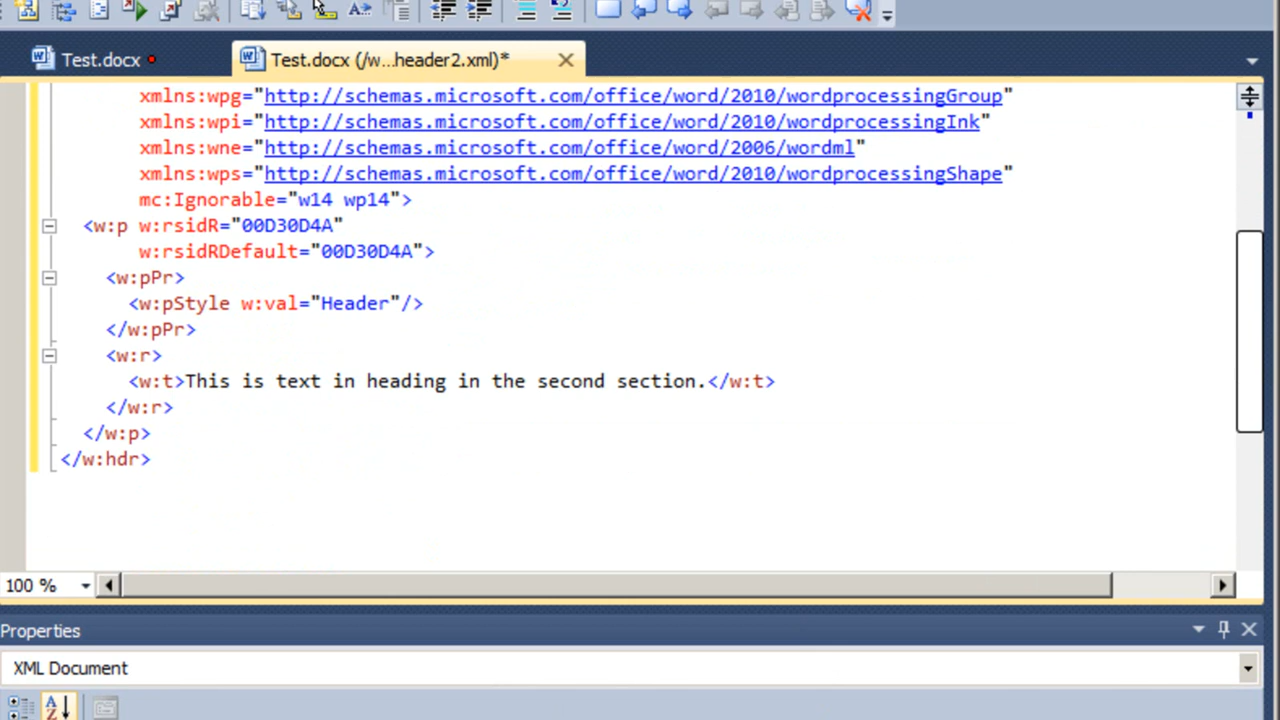 Test.docx
Test.docx (/w...header2.xml)*
xmlns:wpg="http://schemas.microsoft.com/office/word/2010/wordprocessingGroup"
xmlns:wpi="http://schemas.microsoft.com/office/word/2010/wordprocessingInk"
xmlns:wne="http://schemas.microsoft.com/office/word/2006/wordml"
xmlns:wps="http://schemas.microsoft.com/office/word/2010/wordprocessingShape"
mc:Ignorable="w14 wp14">
<w:p w:rsidR="00D30D4A"
w:rsidRDefault="00D30D4A">
<w:pPr>
<w:pStyle w:val="Header"/>
</w:pPr>
<w:r>
<w:t>This is text in heading in the second section.</w:t>
</w:r>
</w:p>
</w:hdr>
100 %
Properties
XML Document